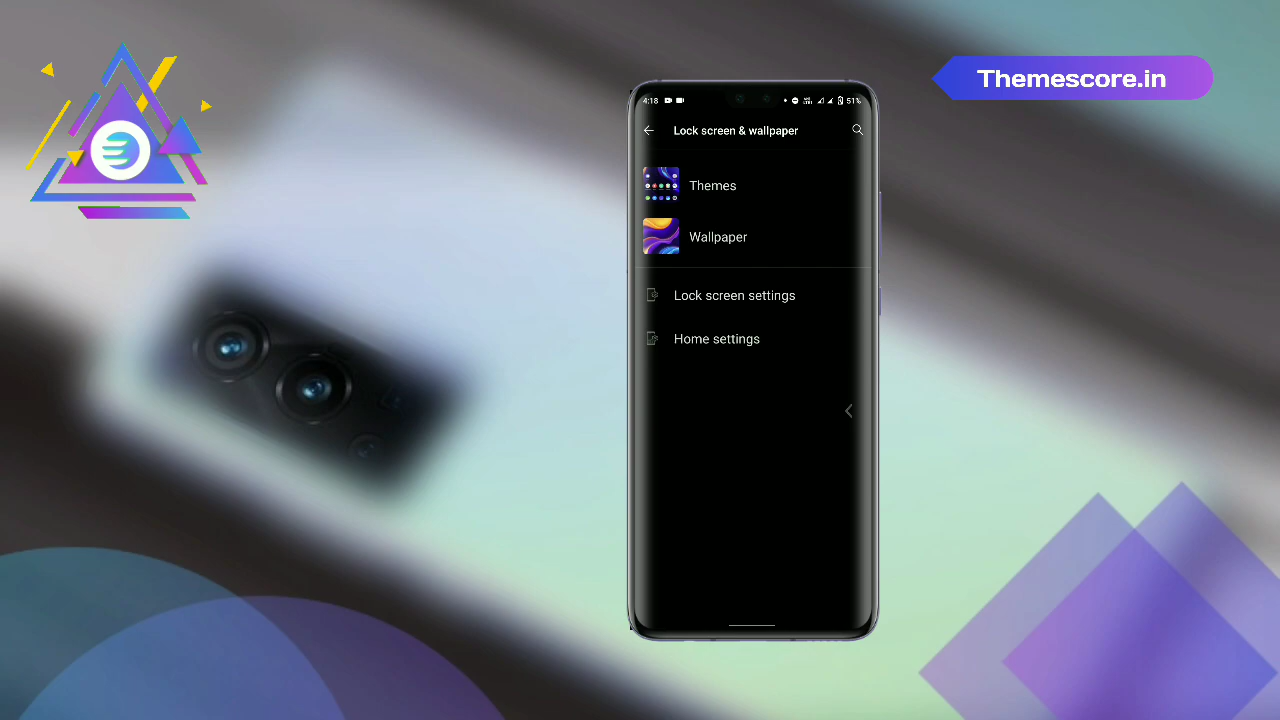 Themescore.in
4:18
51%
Lock screen & wallpaper
Themes
Wallpaper
Lock screen settings
Home settings